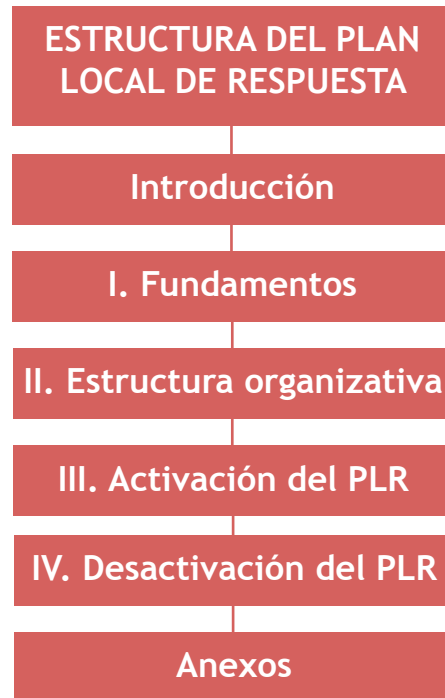 ESTRUCTURA DEL PLAN
LOCAL DE RESPUESTA
Introducción
I. Fundamentos
II. Estructura organizativa
III. Activación del PLR
IV. Desactivación del PLR
Anexos